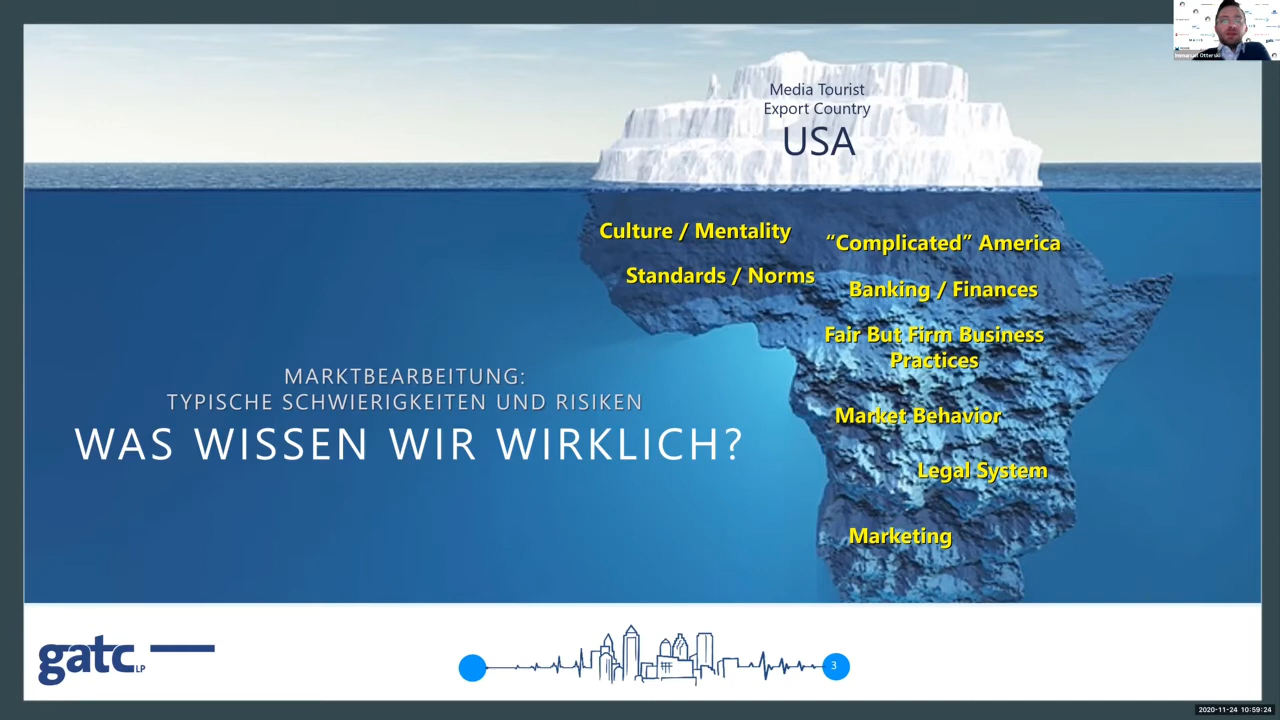 Media Tourist
Export Country
USA
Culture / Mentality
“Complicated” America
Standards / Norms
Banking / Finances
Fair But Firm Business
Practices
Market Behavior
Legal System
Marketing
MARKTBEARBEITUNG:
TYPISCHE SCHWIERIGKEITEN UND RISIKEN
WAS WISSEN WIR WIRKLICH?
gatc LP
3
2020-11-24 10:59:24